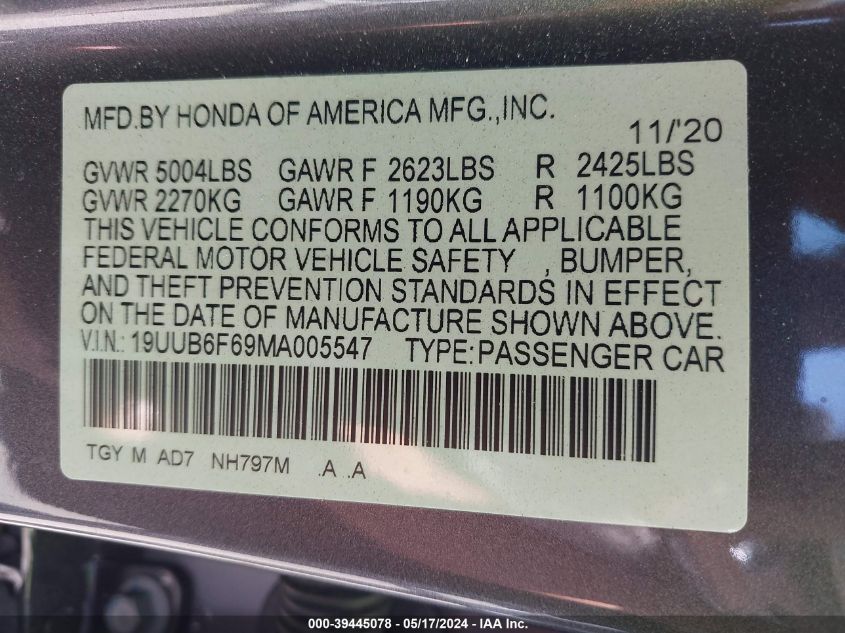 MFD.BY HONDA OF AMERICA MFG.,INC.
11/'20
GVWR 5004LBS GAWR F 2623LBS R 2425LBS
GVWR 2270KG GAWR F 1190KG R 1100KG
THIS VEHICLE CONFORMS TO ALL APPLICABLE
FEDERAL MOTOR VEHICLE SAFETY , BUMPER,
AND THEFT PREVENTION STANDARDS IN EFFECT
ON THE DATE OF MANUFACTURE SHOWN ABOVE.
V.I.N.: 19UUB6F69MA005547 TYPE:PASSENGER CAR
TGY M AD7 NH797M .A .A
000-39445078 - 05/17/2024 - IAA Inc.